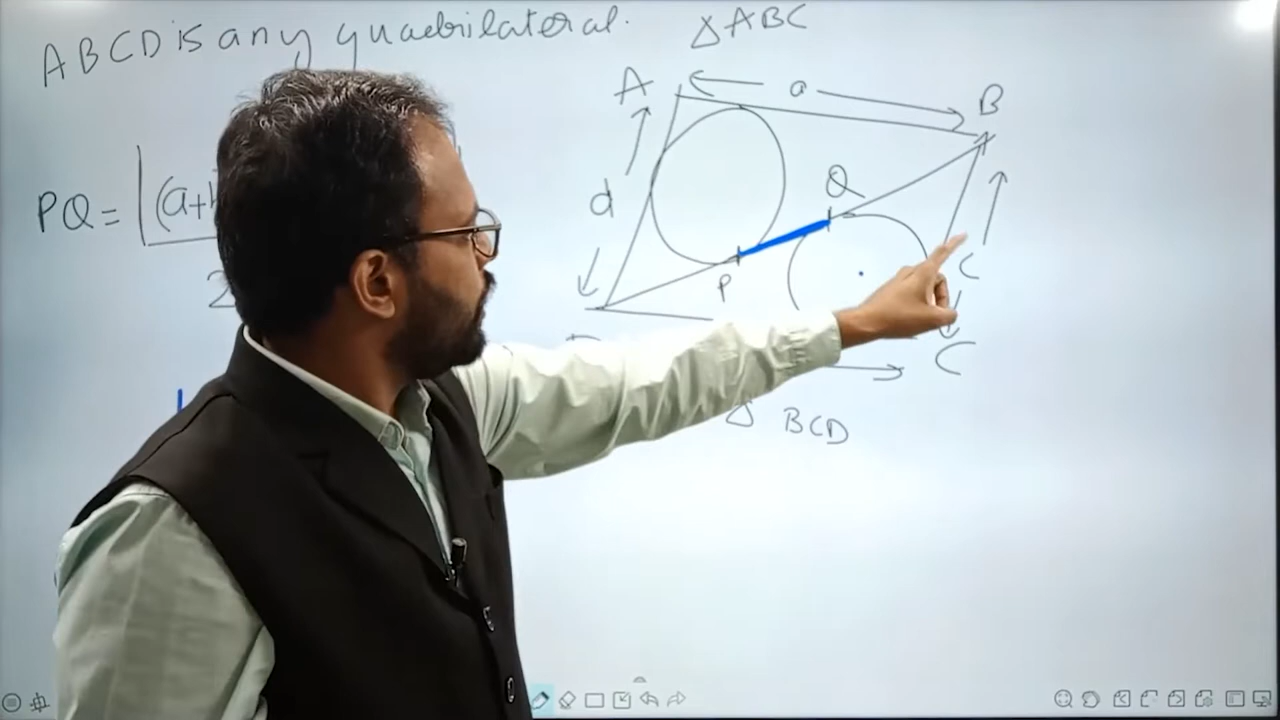 ABCD is any quadrilateral.
△ABC
A
a
B
d
Q
PQ = |(a+
2
P
C
C
△ BCD